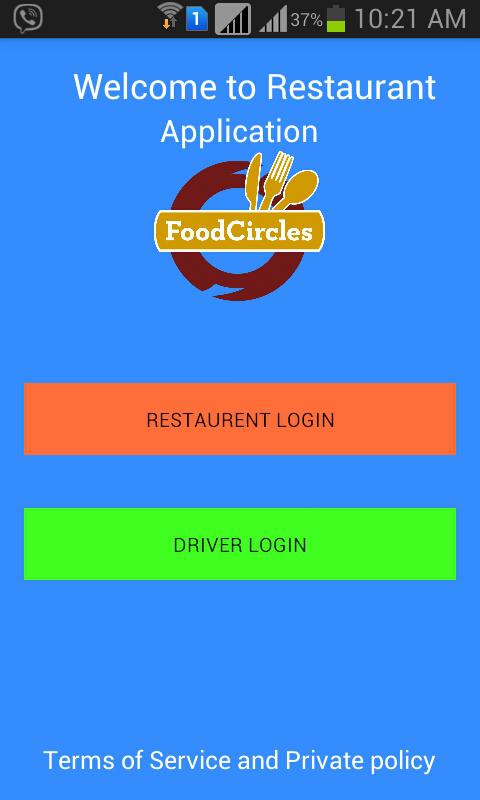 1 37% 10:21 AM
Welcome to Restaurant
Application
FoodCircles
RESTAURENT LOGIN
DRIVER LOGIN
Terms of Service and Private policy